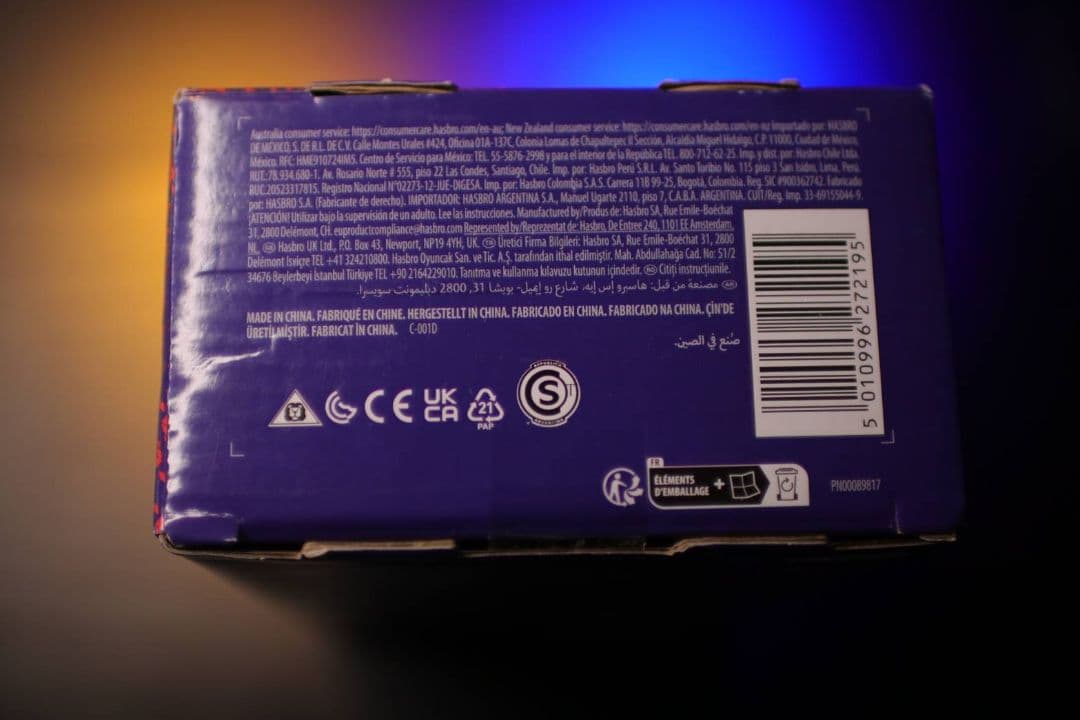 Australia consumer service: https://consumercare.hasbro.com/en-au; New Zealand consumer service: https://consumercare.hasbro.com/en-nz Importado por: HASBRO
DE MÉXICO, S. DE R.L. DE C.V. Calle Montes Urales #424, Oficina 01A-137C, Colonia Lomas de Chapultepec II Sección, Alcaldía Miguel Hidalgo, C.P. 11000, Ciudad de México,
México. RFC: HME910724IM5. Centro de Servicio para México: TEL. 55-5876-2998 y para el interior de la República TEL. 800-712-62-25. Imp. y dist. por: Hasbro Chile Ltda.
RUT:78.934.680-1. Av. Rosario Norte # 555, piso 22 Las Condes, Santiago, Chile. Imp. por: Hasbro Perú S.R.L. Av. Santo Toribio No. 115 piso 3 San Isidro, Lima, Perú.
RUC.20523317815. Registro Nacional N°02273-12-JUE-DIGESA. Imp. por: Hasbro Colombia S.A.S. Carrera 11B 99-25, Bogotá, Colombia. Reg. SIC #900362742. Fabricado
por: HASBRO S.A. (Fabricante de derecho). IMPORTADOR: HASBRO ARGENTINA S.A., Manuel Ugarte 2110, piso 7, C.A.B.A. ARGENTINA. CUIT/Reg. Imp. 33-69155044-9.
¡ATENCIÓN! Utilizar bajo la supervisión de un adulto. Lee las instrucciones. Manufactured by/Produs de: Hasbro SA, Rue Emile-Boéchat
31, 2800 Delémont, CH. euproductcompliance@hasbro.com Represented by/Reprezentat de: Hasbro, De Entree 240, 1101 EE Amsterdam,
NL. GB Hasbro UK Ltd., P.O. Box 43, Newport, NP19 4YH, UK. TR Üretici Firma Bilgileri: Hasbro SA, Rue Emile-Boéchat 31, 2800
Delémont İsviçre TEL +41 324210800. Hasbro Oyuncak San. ve Tic. A.Ş. tarafından ithal edilmiştir. Mah. Abdullahağa Cad. No: 51/2
34676 Beylerbeyi İstanbul Türkiye TEL +90 2164229010. Tanıtma ve kullanma kılavuzu kutunun içindedir. RO Citiți instrucțiunile.
AR مصنعة من قبل: هاسبرو إس إيه، شارع رو إيميل- بويشا 31, 2800 ديليمونت سويسرا.
MADE IN CHINA. FABRIQUÉ EN CHINE. HERGESTELLT IN CHINA. FABRICADO EN CHINA. FABRICADO NA CHINA. ÇİN'DE
ÜRETİLMİŞTİR. FABRICAT ÎN CHINA. C-001D
صُنع في الصين.
CE
UK
CA
21
PAP
S
FR
ÉLÉMENTS
D'EMBALLAGE +
PN00089817
5 010996 272195